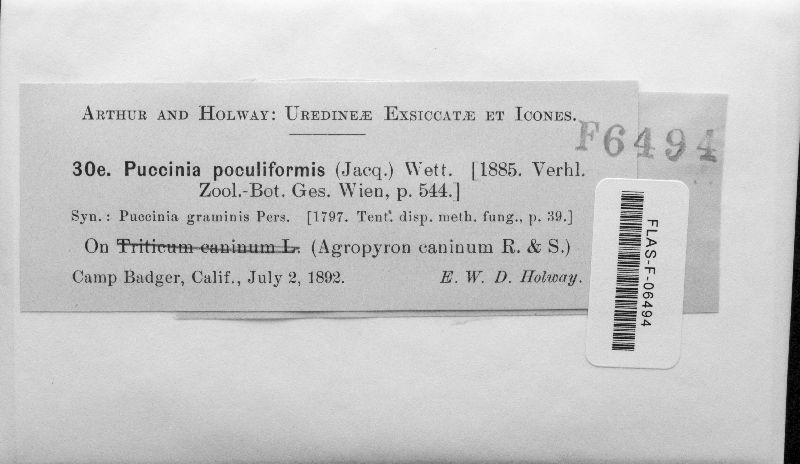 ARTHUR AND HOLWAY: UREDINEÆ EXSICCATÆ ET ICONES.
F6494
30e. Puccinia poculiformis (Jacq.) Wett. [1885. Verhl.
Zool.-Bot. Ges. Wien, p. 544.]
Syn.: Puccinia graminis Pers. [1797. Tent. disp. meth. fung., p. 39.]
On Triticum caninum L. (Agropyron caninum R. & S.)
Camp Badger, Calif., July 2, 1892. E. W. D. Holway.
FLAS-F-06494